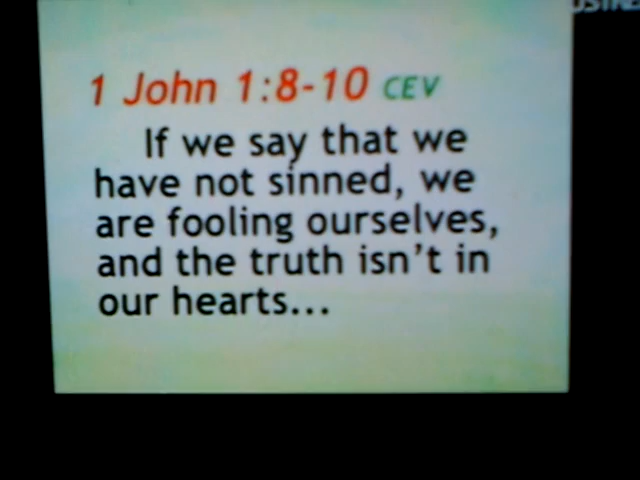 1 John 1:8-10 CEV
If we say that we
have not sinned, we
are fooling ourselves,
and the truth isn't in
our hearts...